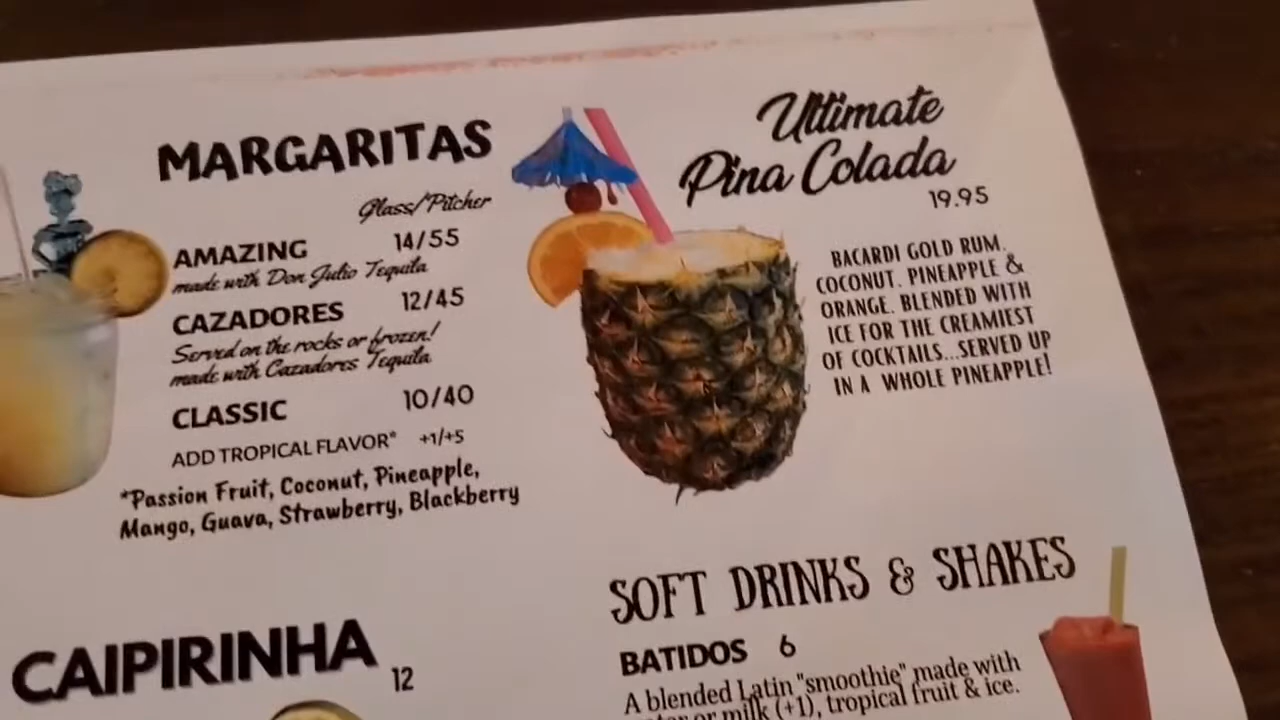 MARGARITAS
Glass/Pitcher
AMAZING 14/55
made with Don Julio Tequila
CAZADORES 12/45
Served on the rocks or frozen!
made with Cazadores Tequila
CLASSIC 10/40
ADD TROPICAL FLAVOR* +1/+5
*Passion Fruit, Coconut, Pineapple,
Mango, Guava, Strawberry, Blackberry
CAIPIRINHA 12
Ultimate
Pina Colada
19.95
BACARDI GOLD RUM,
COCONUT, PINEAPPLE &
ORANGE, BLENDED WITH
ICE FOR THE CREAMIEST
OF COCKTAILS...SERVED UP
IN A WHOLE PINEAPPLE!
SOFT DRINKS & SHAKES
BATIDOS 6
A blended Latin "smoothie" made with
or milk (+1), tropical fruit & ice.